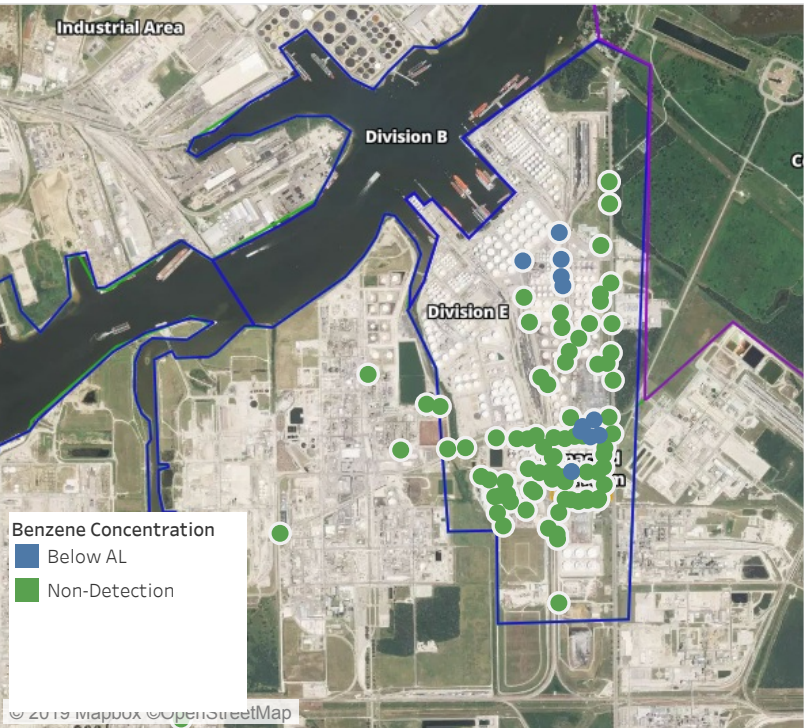 Industrial Area
Division B
Division E
Benzene Concentration
Below AL
Non-Detection
© 2019 Mapbox ©OpenStreetMap